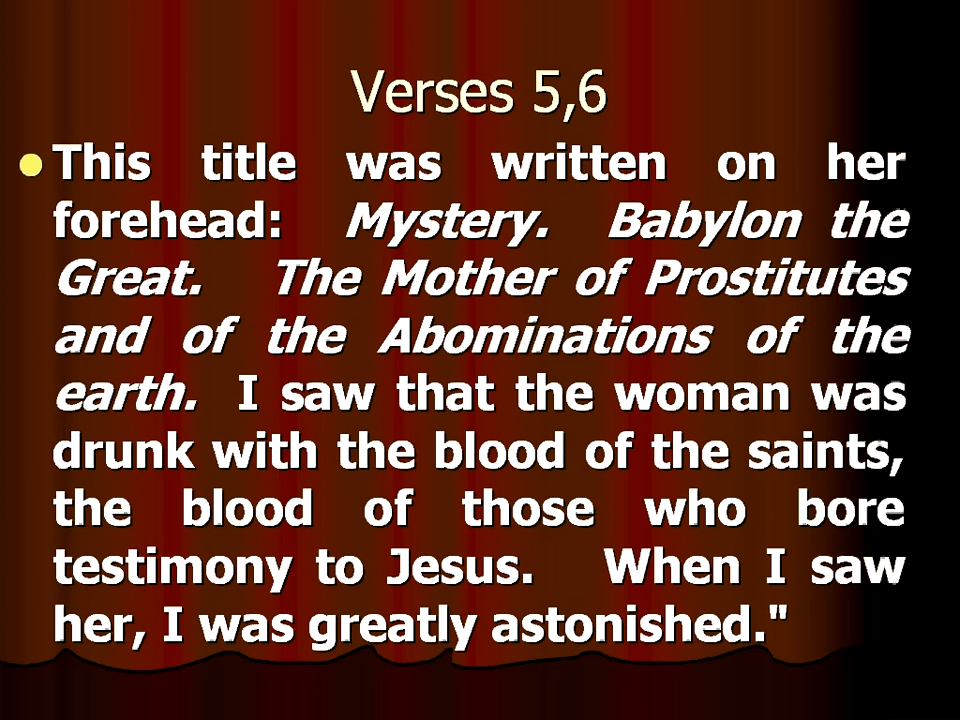 Verses 5,6
This title was written on her
forehead: Mystery. Babylon the
Great. The Mother of Prostitutes
and of the Abominations of the
earth. I saw that the woman was
drunk with the blood of the saints,
the blood of those who bore
testimony to Jesus. When I saw
her, I was greatly astonished."